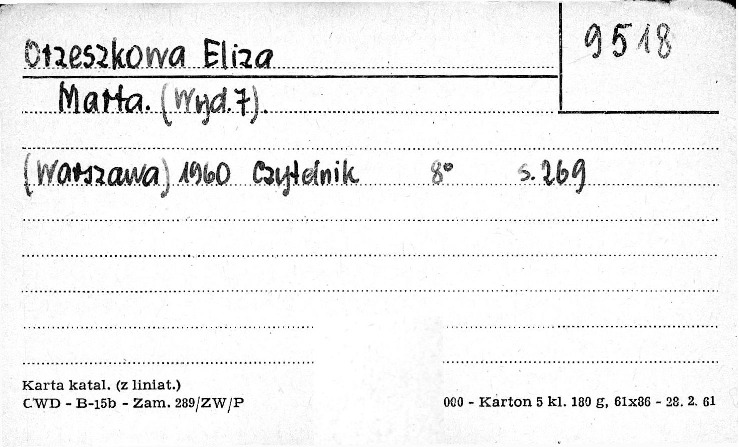 Orzeszkowa Eliza
9518
Marta. (Wyd. 7).
(Warszawa) 1960 Czytelnik 8° s. 269
Karta katal. (z liniat.)
CWD - B-15b - Zam. 289/ZW/P
000 - Karton 5 kl. 180 g, 61x86 - 28. 2. 61